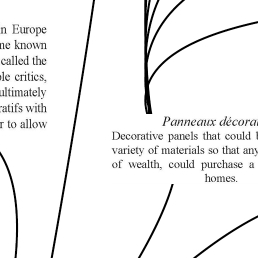 n Europe
ne known
called the
le critics,
ultimately
ratifs with
r to allow
Panneaux décora
Decorative panels that could b
variety of materials so that any
of wealth, could purchase a
homes.